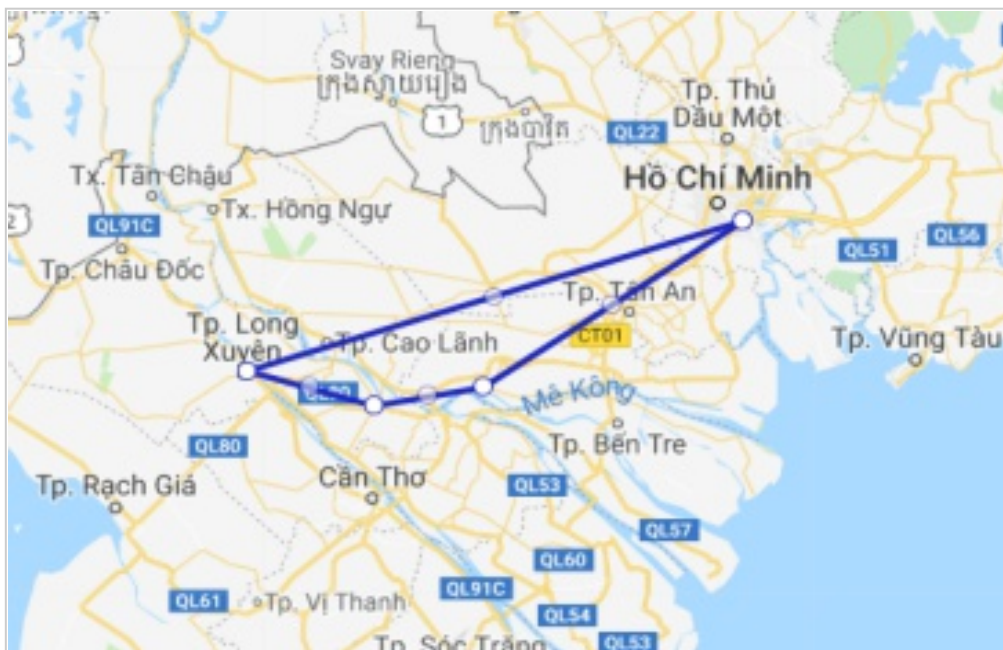 Svay Rieng
ក្រុងស្វាយរៀង
1
ក្រុងបាវិត
QL22
Tp. Thủ
Dầu Một
Tx. Tân Châu
Hồ Chí Minh
Tx. Hồng Ngự
QL91C
2
Tp. Châu Đốc
QL51
QL56
Tp. Tân An
Tp. Long
Xuyên
Tp. Cao Lãnh
CT01
Tp. Vũng Tàu
Mê Kông
QL80
Tp. Bến Tre
Tp. Rạch Giá
Cần Thơ
QL53
QL57
QL60
QL61
Tp. Vị Thanh
QL91C
QL54
Tp. Sóc Trăng
QL53